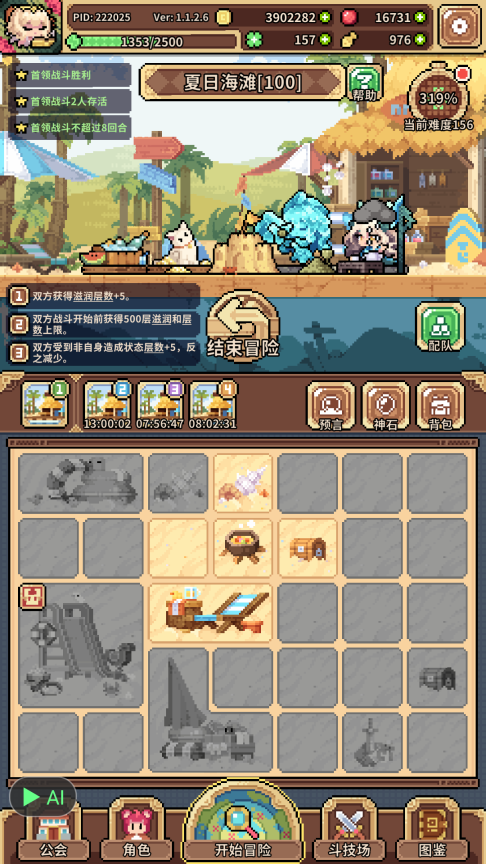 PID: 222025 Ver: 1.1.2.6 3902282 16731
1353/2500 157 976
首领战斗胜利
首领战斗2人存活
首领战斗不超过8回合
夏日海滩[100]
帮助
319%
当前难度156
1 双方获得滋润层数+5。
2 双方战斗开始前获得500层滋润和层
数上限。
3 双方受到非自身造成状态层数+5,反
之减少。
结束冒险
配队
1 2 3 4
13:00:02 07:56:47 08:02:31
预言 神石 背包
AI
公会 角色 开始冒险 斗技场 图鉴